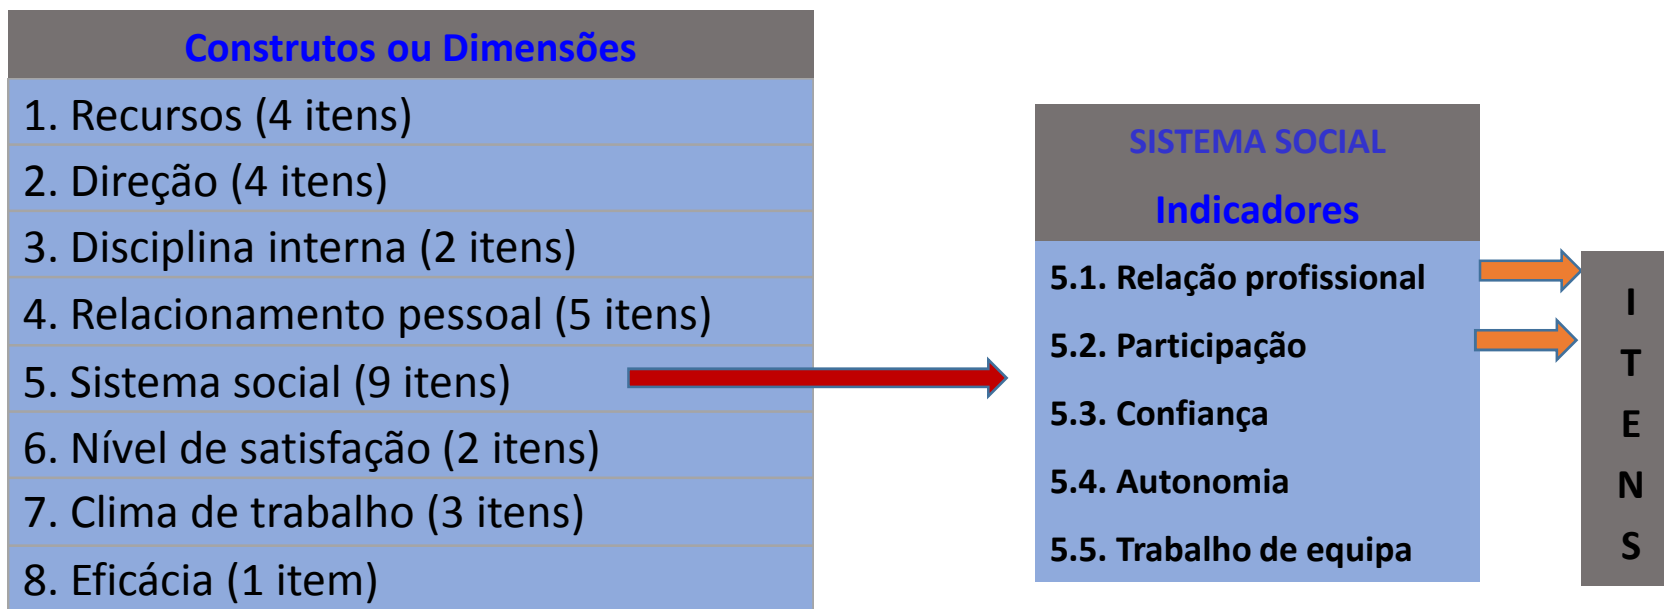 Construtos ou Dimensões
1. Recursos (4 itens)
2. Direção (4 itens)
3. Disciplina interna (2 itens)
4. Relacionamento pessoal (5 itens)
5. Sistema social (9 itens)
6. Nível de satisfação (2 itens)
7. Clima de trabalho (3 itens)
8. Eficácia (1 item)
SISTEMA SOCIAL
Indicadores
5.1. Relação profissional
5.2. Participação
5.3. Confiança
5.4. Autonomia
5.5. Trabalho de equipa
I
T
E
N
S